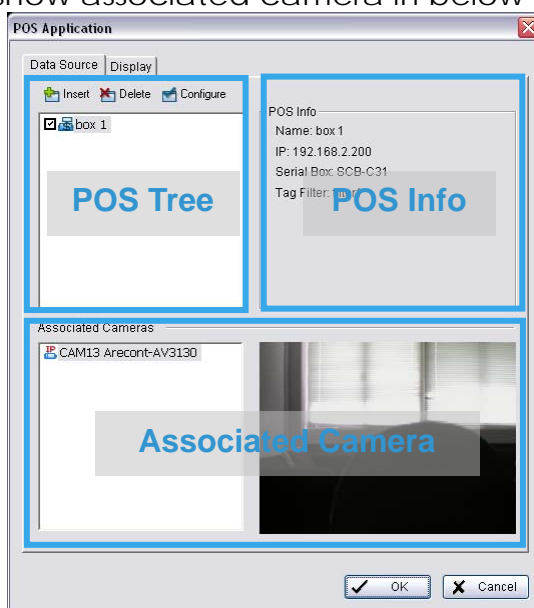 show associated camera in below
POS Application
Data Source Display
Insert Delete Configure
box 1
POS Tree
POS Info
Name: box 1
IP: 192.168.2.200
Serial Box: SCB-C31
Tag Filter:
POS Info
Associated Cameras
CAM13 Arecont-AV3130
Associated Camera
OK Cancel